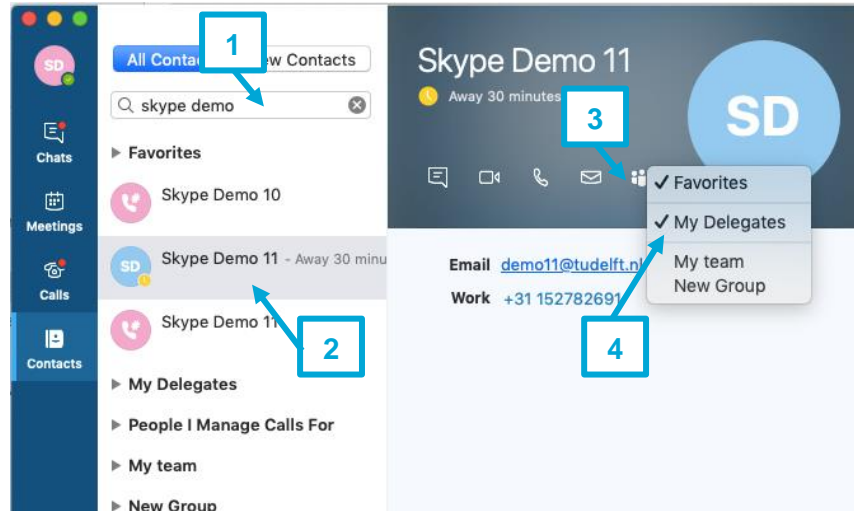 SD
Chats
Meetings
Calls
Contacts
All Contac
w Contacts
1
skype demo
Favorites
Skype Demo 10
SD
Skype Demo 11 - Away 30 minu
Skype Demo 11
2
My Delegates
People I Manage Calls For
My team
New Group
Skype Demo 11
Away 30 minutes
SD
3
✓ Favorites
✓ My Delegates
My team
New Group
4
Email demo11@tudelft.nl
Work +31 152782691